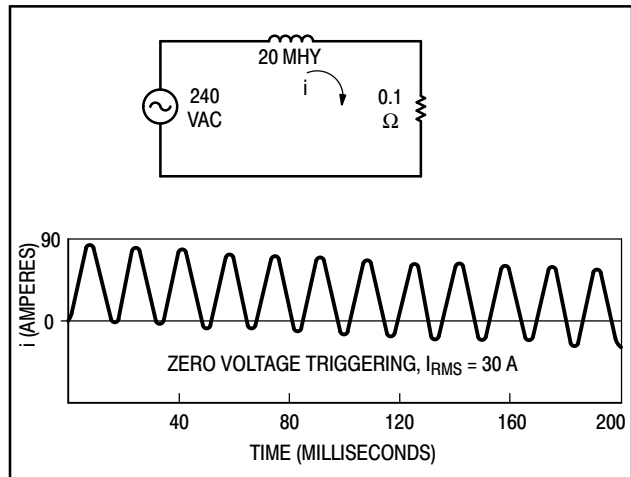 20 MHY
i
240
VAC
0.1
Ω
i (AMPERES)
90
0
ZERO VOLTAGE TRIGGERING, IRMS = 30 A
40
80
120
160
200
TIME (MILLISECONDS)